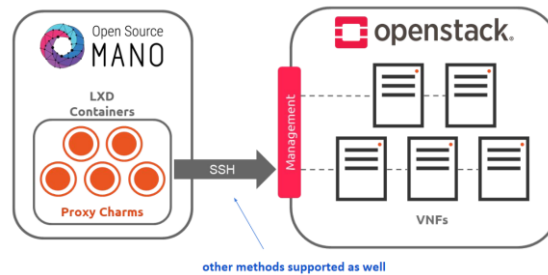 Open Source
MANO
LXD
Containers
Proxy Charms
SSH
openstack.
Management
VNFs
other methods supported as well